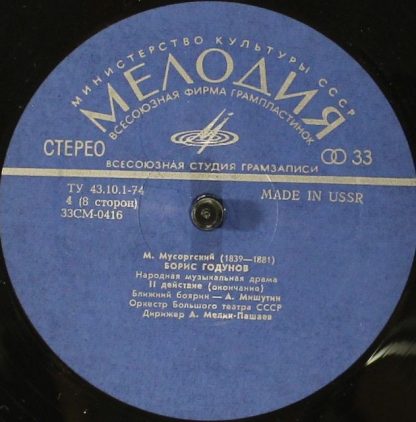 МИНИСТЕРСТВО КУЛЬТУРЫ СССР
МЕЛОДИЯ
ВСЕСОЮЗНАЯ ФИРМА ГРАМПЛАСТИНОК
СТЕРЕО
33
ВСЕСОЮЗНАЯ СТУДИЯ ГРАМЗАПИСИ
ТУ 43.10.1-74
MADE IN USSR
4 (8 сторон)
33СМ-0416
М. Мусоргский (1839—1881)
БОРИС ГОДУНОВ
Народная музыкальная драма
II действие (окончание)
Ближний боярин — А. Мишутин
Оркестр Большого театра СССР
Дирижер А. Мелик-Пашаев